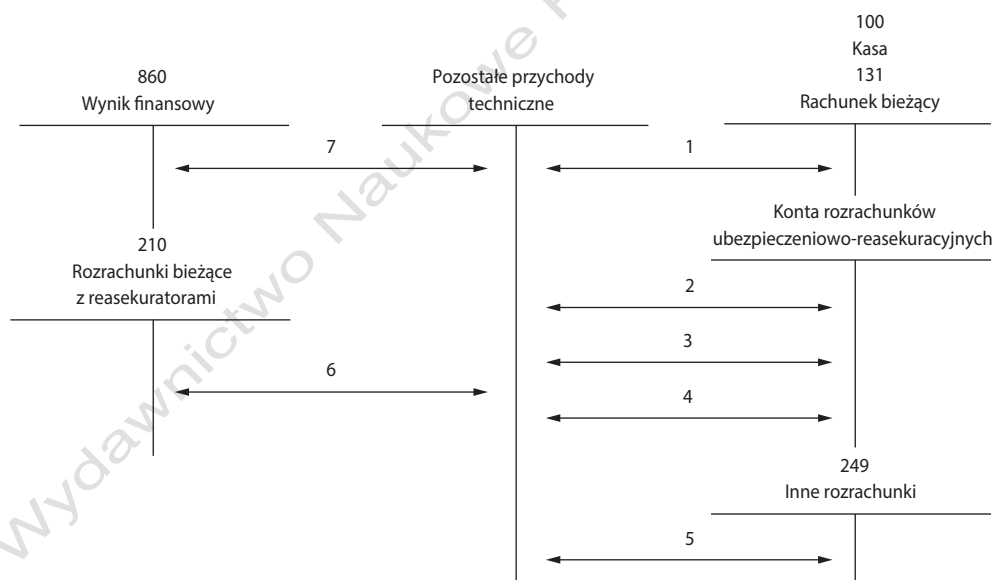 860
Wynik finansowy
Pozostałe przychody
techniczne
100
Kasa
131
Rachunek bieżący
7
1
Konta rozrachunków
ubezpieczeniowo-reasekuracyjnych
210
Rozrachunki bieżące
z reasekuratorami
2
3
6
4
249
Inne rozrachunki
5
Wydawnictwo Naukowe